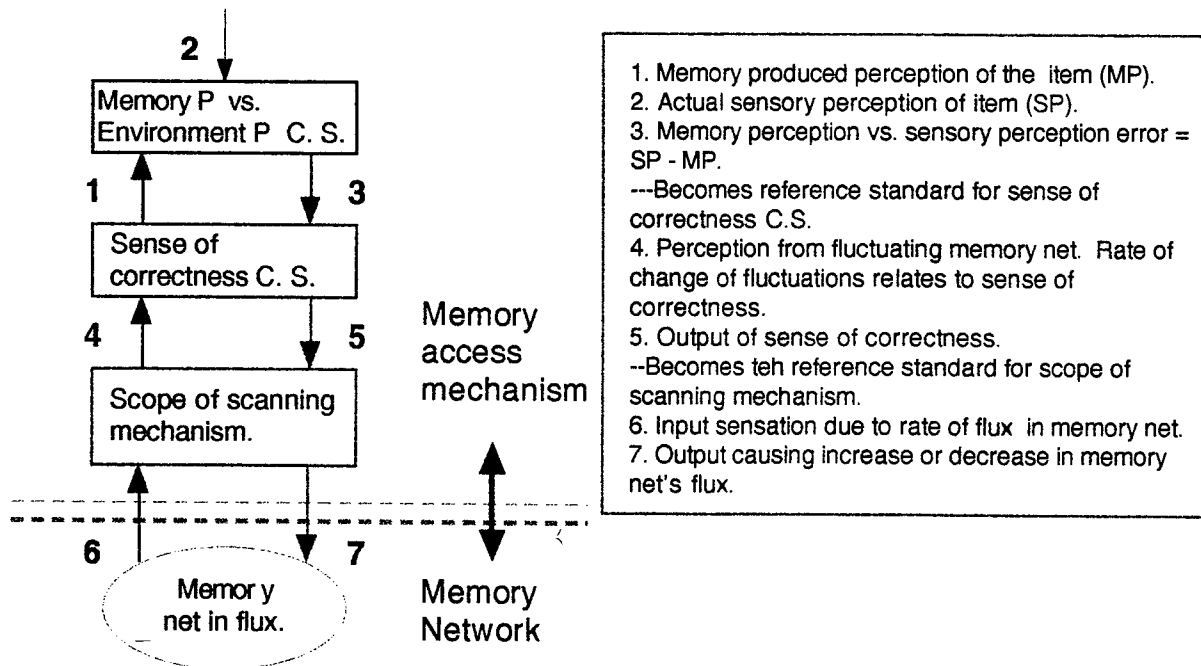 2
Memory P vs.
Environment P C. S.
1
3
Sense of
correctness C. S.
4
5
Scope of scanning
mechanism.
6
7
Memor y
net in flux.
Memory
access
mechanism
Memory
Network
1. Memory produced perception of the item (MP).
2. Actual sensory perception of item (SP).
3. Memory perception vs. sensory perception error =
SP - MP.
---Becomes reference standard for sense of
correctness C.S.
4. Perception from fluctuating memory net. Rate of
change of fluctuations relates to sense of
correctness.
5. Output of sense of correctness.
--Becomes teh reference standard for scope of
scanning mechanism.
6. Input sensation due to rate of flux in memory net.
7. Output causing increase or decrease in memory
net's flux.